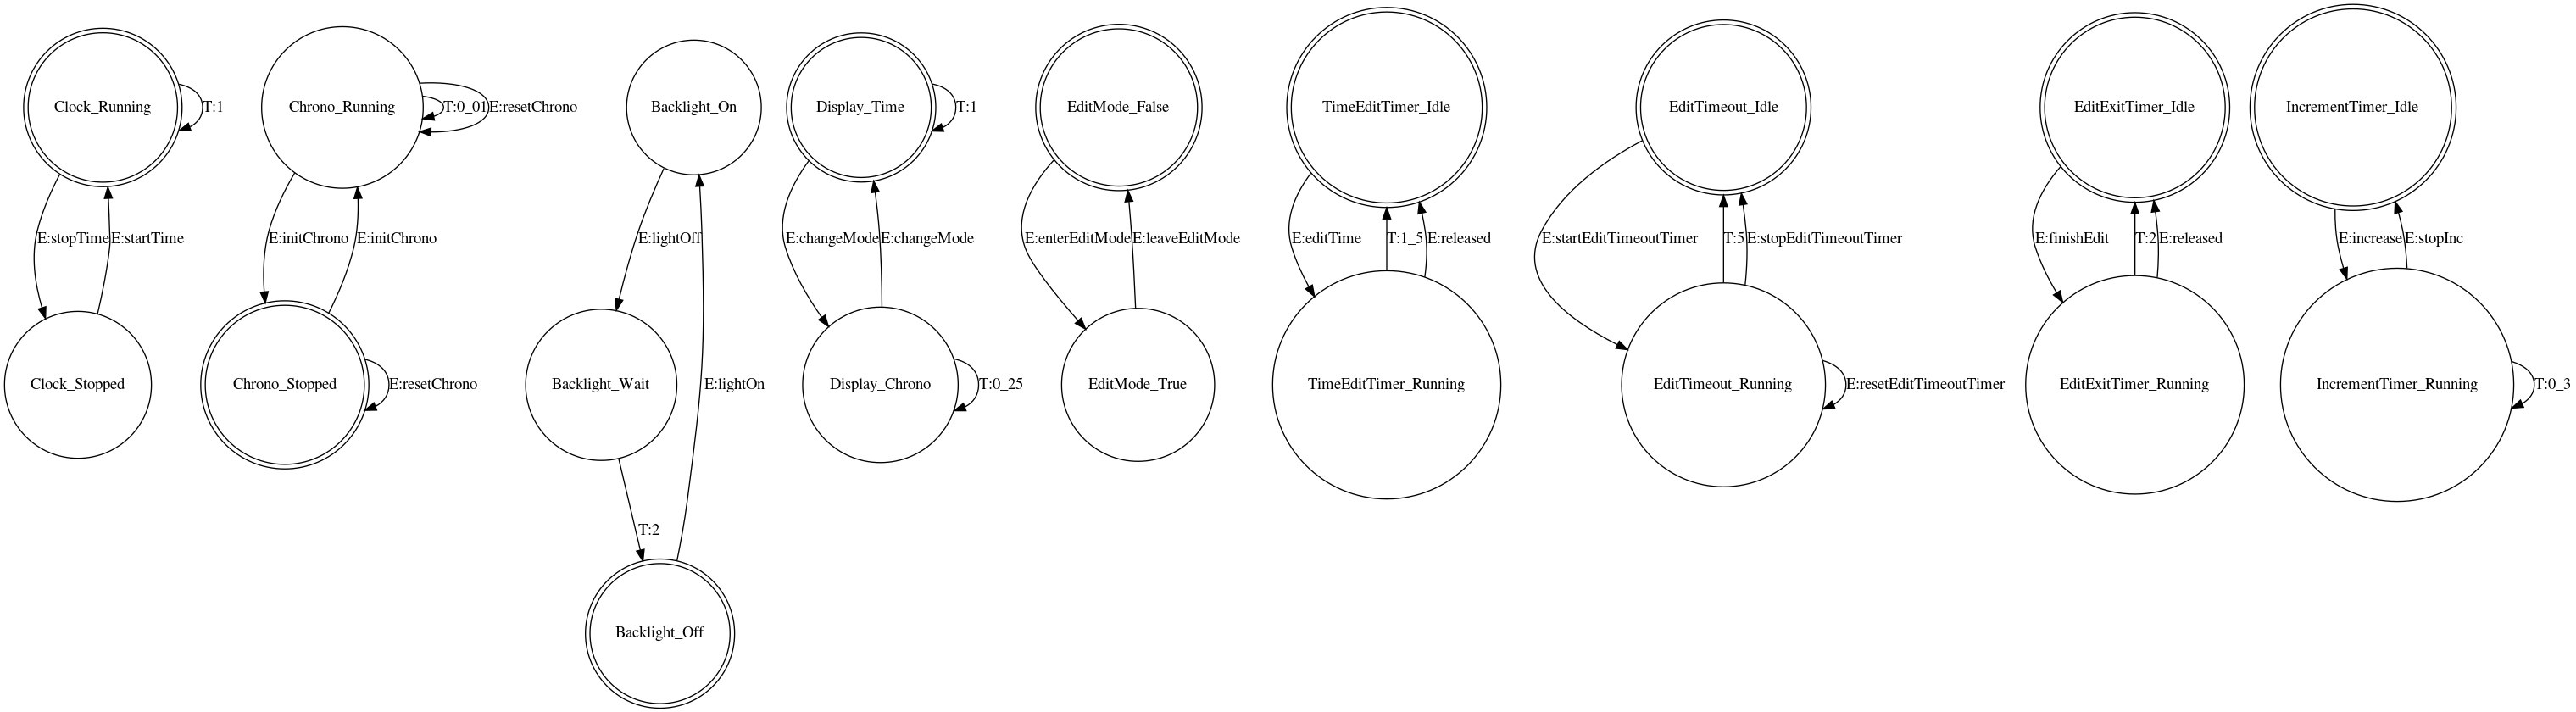 Clock_Running
T:1
Chrono_Running
T:0_01
E:resetChrono
Backlight_On
Display_Time
T:1
EditMode_False
TimeEditTimer_Idle
EditTimeout_Idle
EditExitTimer_Idle
IncrementTimer_Idle
E:stopTime
E:startTime
E:initChrono
E:initChrono
E:lightOff
E:changeMode
E:changeMode
E:enterEditMode
E:leaveEditMode
E:editTime
T:1_5
E:released
E:startEditTimeoutTimer
T:5
E:stopEditTimeoutTimer
E:finishEdit
T:2
E:released
E:increase
E:stopInc
Clock_Stopped
Chrono_Stopped
E:resetChrono
Backlight_Wait
E:lightOn
Display_Chrono
T:0_25
EditMode_True
TimeEditTimer_Running
EditTimeout_Running
E:resetEditTimeoutTimer
EditExitTimer_Running
IncrementTimer_Running
T:0_3
T:2
Backlight_Off